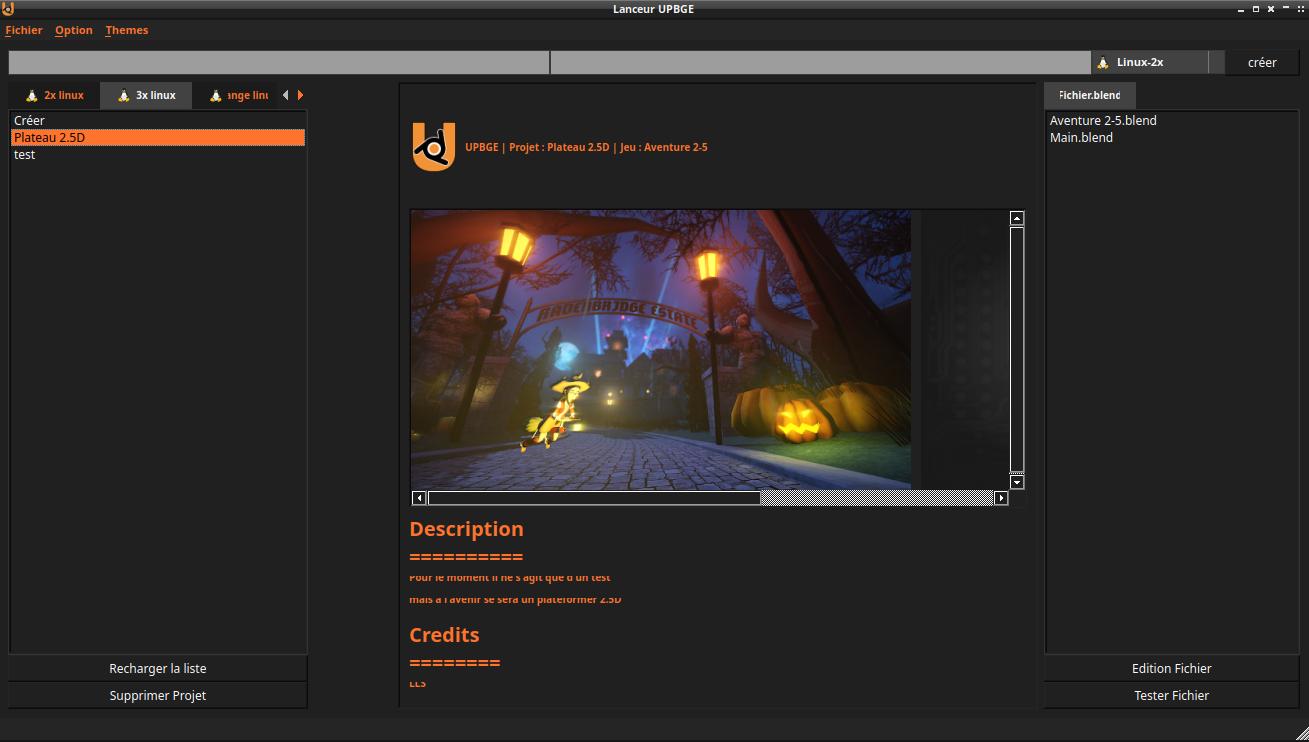 Lanceur UPBGE
Fichier Option Themes
Linux-2x créer
2x linux 3x linux ange linu
Fichier.blend
Créer
Plateau 2.5D
test
UPBGE | Projet : Plateau 2.5D | Jeu : Aventure 2-5
Aventure 2-5.blend
Main.blend
ESTATE
Description
==========
Pour le moment il ne s'agit que d'un test
mais à l'avenir se sera un plateformer 2.5D
Credits
========
LLS
Recharger la liste
Supprimer Projet
Edition Fichier
Tester Fichier